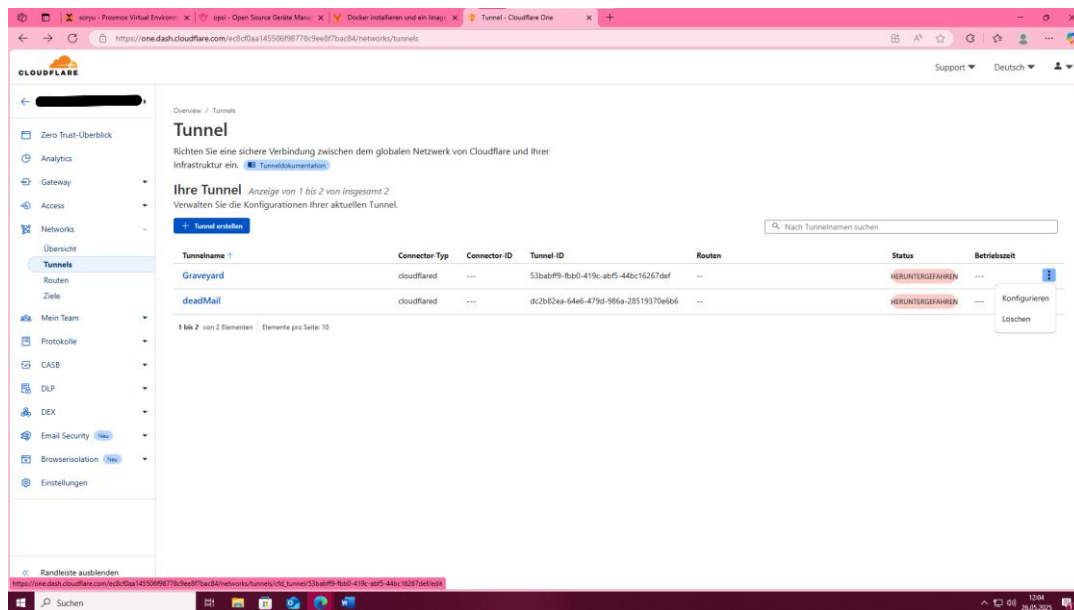 soryu - Proxmox Virtual Environm
opsi - Open Source Geräte Mana
Docker installieren und ein Image
Tunnel - Cloudflare One
https://one.dash.cloudflare.com/ec8cf0aa145506f98778c9ee8f7bac84/networks/tunnels
CLOUDFLARE
Support
Deutsch
Zero Trust-Überblick
Analytics
Gateway
Access
Networks
Übersicht
Tunnels
Routen
Ziele
Mein Team
Protokolle
CASB
DLP
DEX
Email Security Neu
Browserisolation Neu
Einstellungen
Randleiste ausblenden
Overview / Tunnels
Tunnel
Richten Sie eine sichere Verbindung zwischen dem globalen Netzwerk von Cloudflare und Ihrer
Infrastruktur ein. Tunneldokumentation
Ihre Tunnel Anzeige von 1 bis 2 von insgesamt 2
Verwalten Sie die Konfigurationen Ihrer aktuellen Tunnel.
+ Tunnel erstellen
Nach Tunnelnamen suchen
Tunnelname ↑ Connector-Typ Connector-ID Tunnel-ID Routen Status Betriebszeit
Graveyard cloudflared --- 53babff9-fbb0-419c-abf5-44bc16267def -- HERUNTERGEFAHREN ---
deadMail cloudflared --- dc2b82ea-64e6-479d-986a-28519370e6b6 -- HERUNTERGEFAHREN ---
Konfigurieren
Löschen
1 bis 2 von 2 Elementen Elemente pro Seite: 10
https://one.dash.cloudflare.com/ec8cf0aa145506f98778c9ee8f7bac84/networks/tunnels/cfd_tunnel/53babff9-fbb0-419c-abf5-44bc16267def/edit
Suchen
12:04
26.05.2025